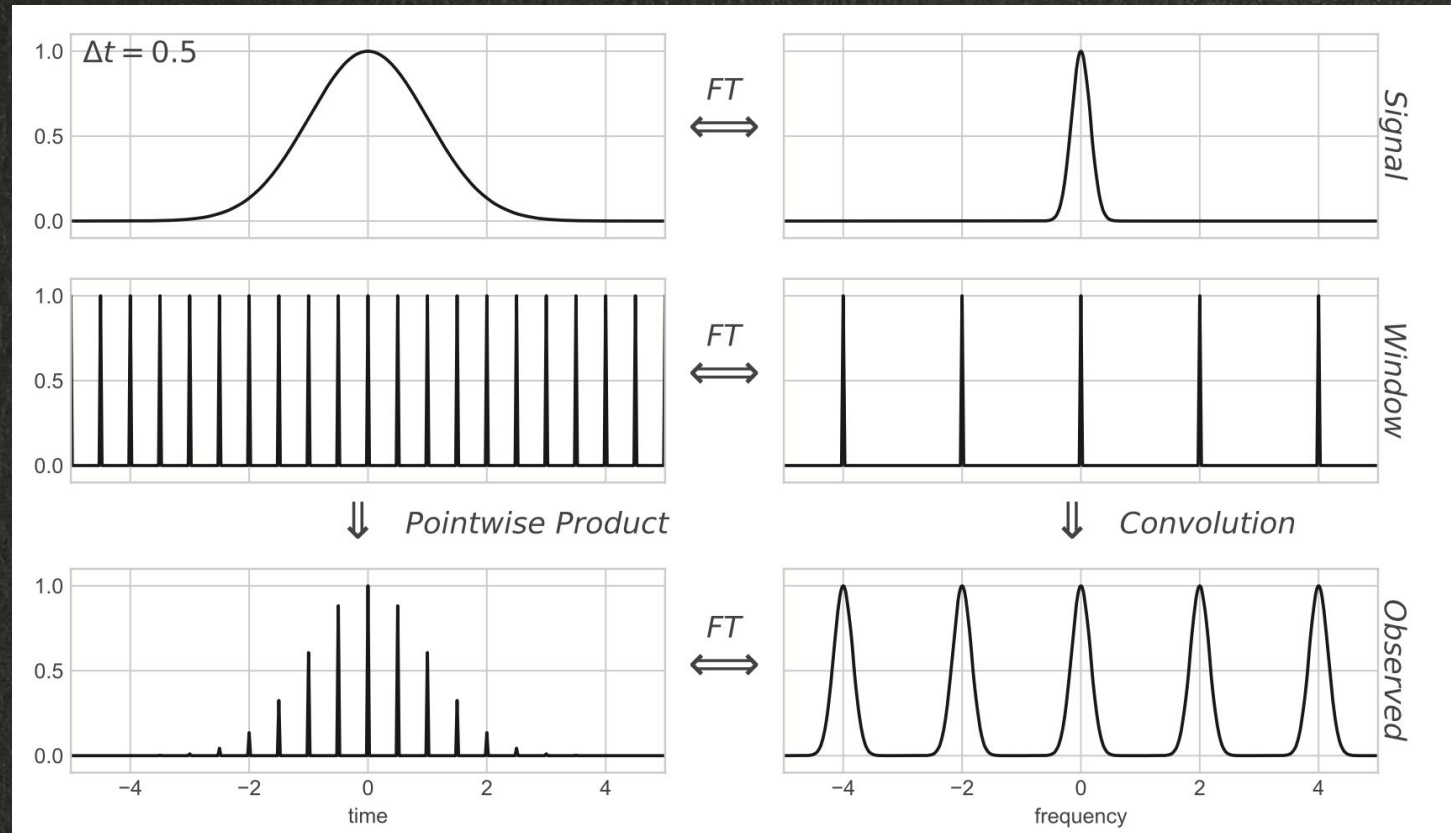 1.0
0.5
0.0
Δt = 0.5
FT
Signal
1.0
0.5
0.0
FT
Window
Pointwise Product
Convolution
1.0
0.5
0.0
−4 −2 0 2 4
time
FT
−4 −2 0 2 4
frequency
Observed